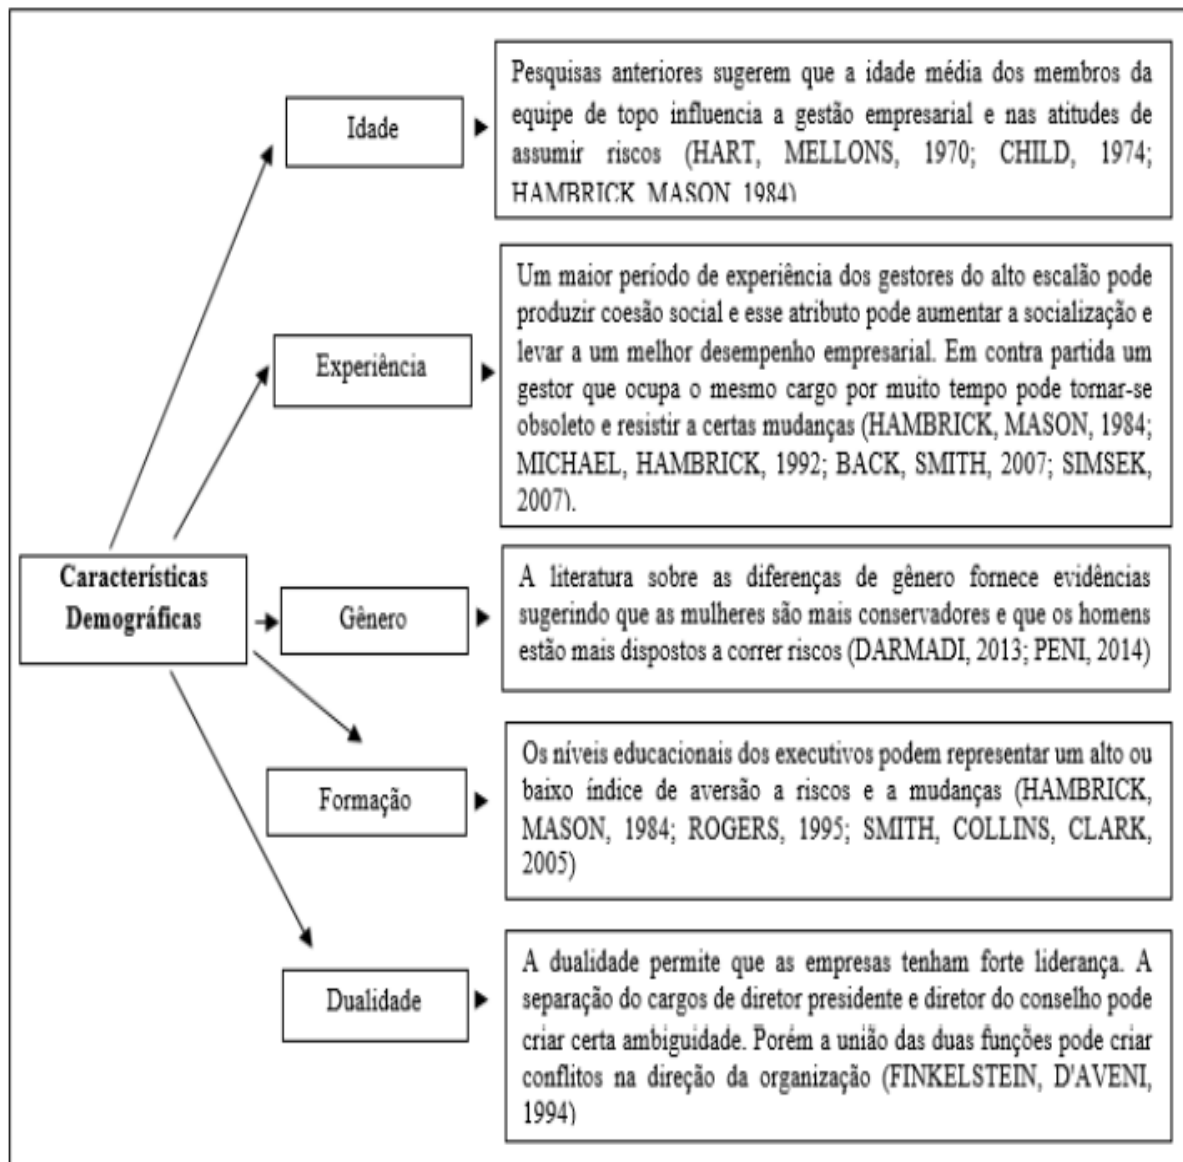 Idade
Pesquisas anteriores sugerem que a idade média dos membros da
equipe de topo influencia a gestão empresarial e nas atitudes de
assumir riscos (HART, MELLONS, 1970; CHILD, 1974;
HAMBRICK, MASON, 1984)
Experiência
Um maior período de experiência dos gestores do alto escalão pode
produzir coesão social e esse atributo pode aumentar a socialização e
levar a um melhor desempenho empresarial. Em contra partida um
gestor que ocupa o mesmo cargo por muito tempo pode tornar-se
obsoleto e resistir a certas mudanças (HAMBRICK, MASON, 1984;
MICHAEL, HAMBRICK, 1992; BACK, SMITH, 2007; SIMSEK,
2007).
Características
Demográficas
Gênero
A literatura sobre as diferenças de gênero fornece evidências
sugerindo que as mulheres são mais conservadores e que os homens
estão mais dispostos a correr riscos (DARMADI, 2013; PENI, 2014)
Formação
Os níveis educacionais dos executivos podem representar um alto ou
baixo índice de aversão a riscos e a mudanças (HAMBRICK,
MASON, 1984; ROGERS, 1995; SMITH, COLLINS, CLARK,
2005)
Dualidade
A dualidade permite que as empresas tenham forte liderança. A
separação do cargos de diretor presidente e diretor do conselho pode
criar certa ambiguidade. Porém a união das duas funções pode criar
conflitos na direção da organização (FINKELSTEIN, D'AVENI,
1994)